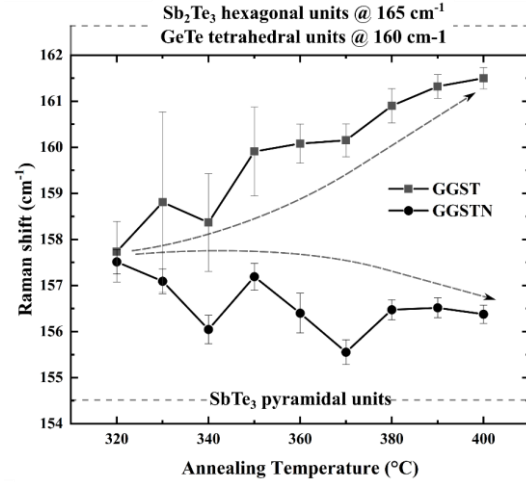 Sb₂Te₃ hexagonal units @ 165 cm⁻¹
GeTe tetrahedral units @ 160 cm-1
162
161
160
159
158
157
156
155
154
Raman shift (cm⁻¹)
GGST
GGSTN
SbTe₃ pyramidal units
320 340 360 380 400
Annealing Temperature (°C)